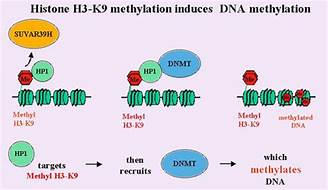 Histone H3-K9 methylation induces DNA methylation
SUVAR39H
HP1
Me
Methyl
H3-K9
HP1
DNMT
Me
Methyl
H3-K9
Me
Methyl
H3-K9
methylated
DNA
HP1
targets
Methyl H3-K9
then
recruits
DNMT
which
methylates
DNA